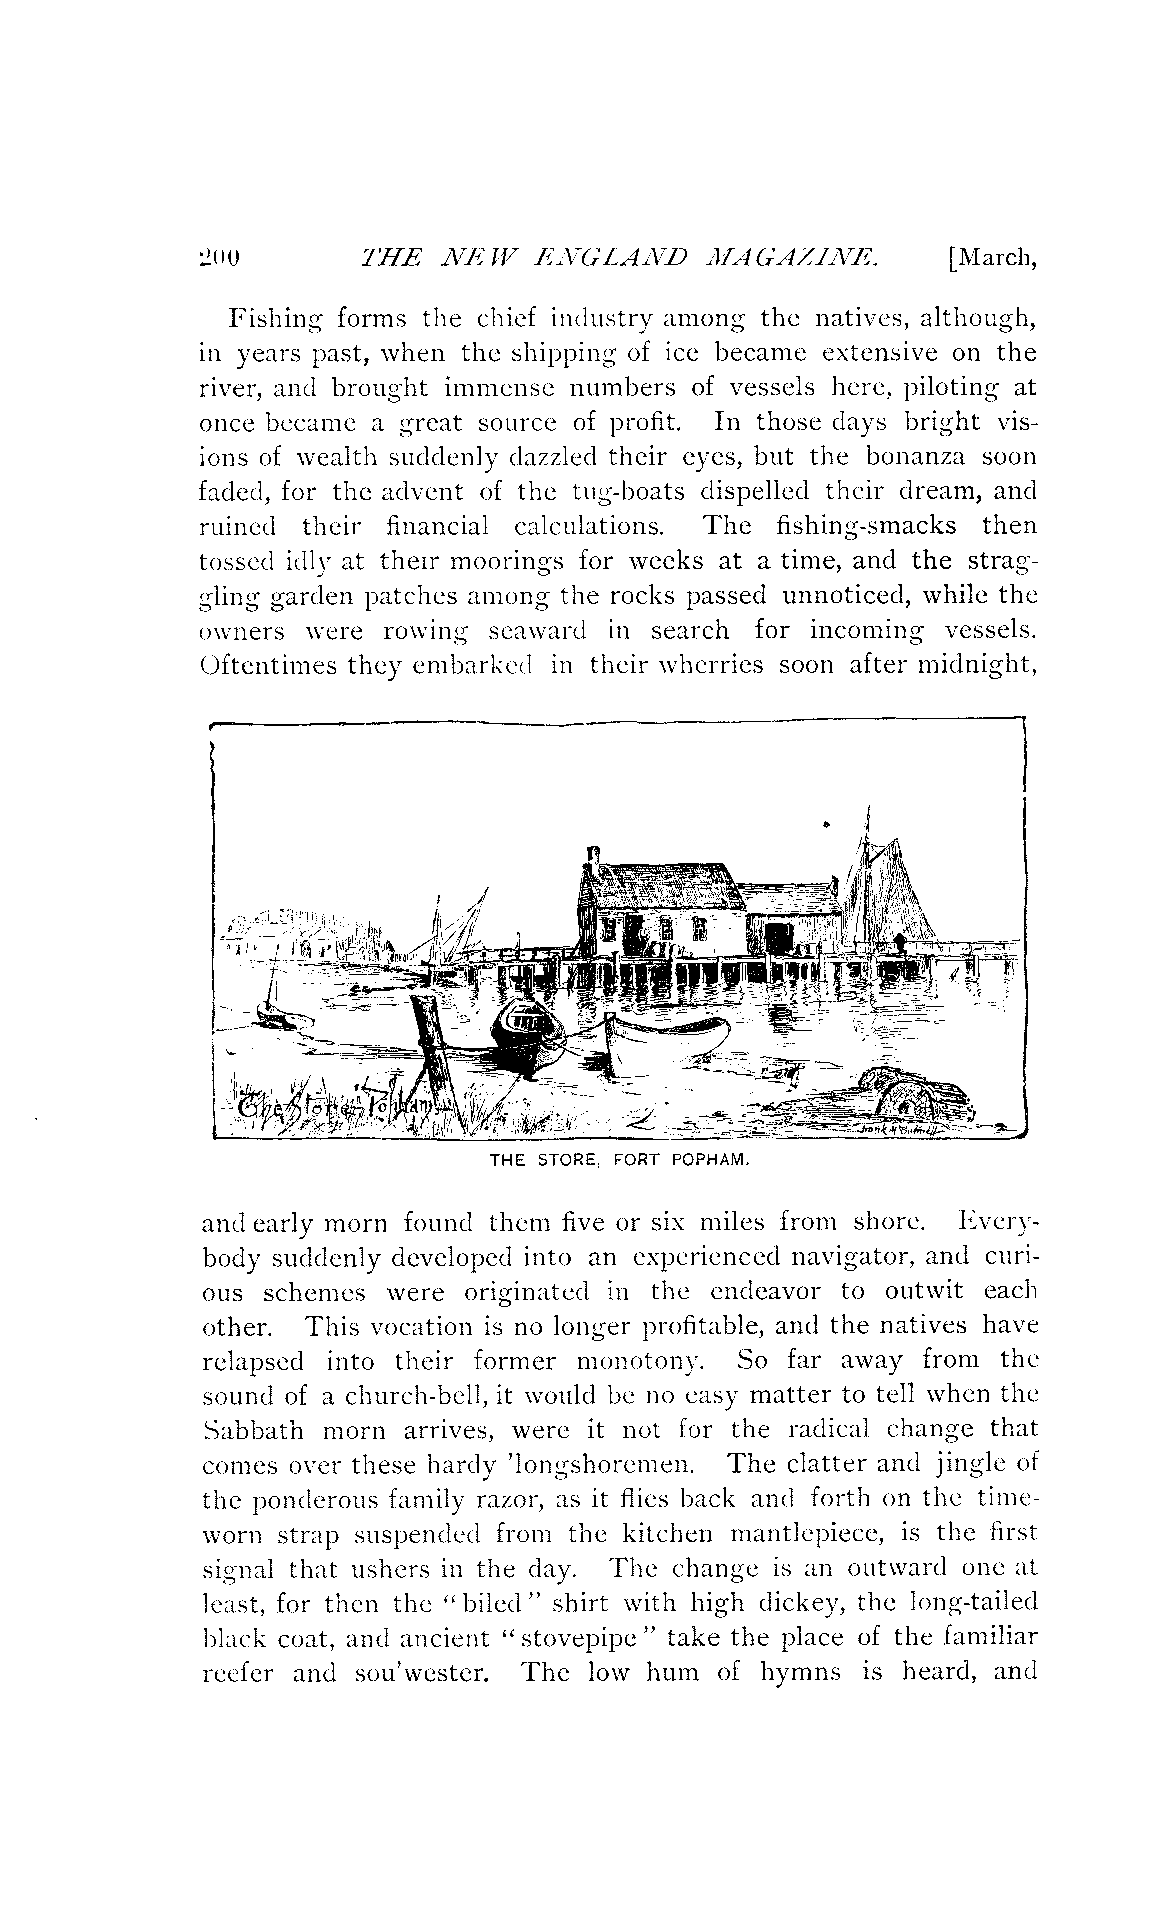 200 THE NEW ENGLAND MAGAZINE. [March,
Fishing forms the chief industry among the natives, although,
in years past, when the shipping of ice became extensive on the
river, and brought immense numbers of vessels here, piloting at
once became a great source of profit. In those days bright vis-
ions of wealth suddenly dazzled their eyes, but the bonanza soon
faded, for the advent of the tug-boats dispelled their dream, and
ruined their financial calculations. The fishing-smacks then
tossed idly at their moorings for weeks at a time, and the strag-
gling garden patches among the rocks passed unnoticed, while the
owners were rowing seaward in search for incoming vessels.
Oftentimes they embarked in their wherries soon after midnight,
The Store Popham
THE STORE, FORT POPHAM.
and early morn found them five or six miles from shore. Every-
body suddenly developed into an experienced navigator, and curi-
ous schemes were originated in the endeavor to outwit each
other. This vocation is no longer profitable, and the natives have
relapsed into their former monotony. So far away from the
sound of a church-bell, it would be no easy matter to tell when the
Sabbath morn arrives, were it not for the radical change that
comes over these hardy 'longshoremen. The clatter and jingle of
the ponderous family razor, as it flies back and forth on the time-
worn strap suspended from the kitchen mantlepiece, is the first
signal that ushers in the day. The change is an outward one at
least, for then the "biled" shirt with high dickey, the long-tailed
black coat, and ancient "stovepipe" take the place of the familiar
reefer and sou'wester. The low hum of hymns is heard, and